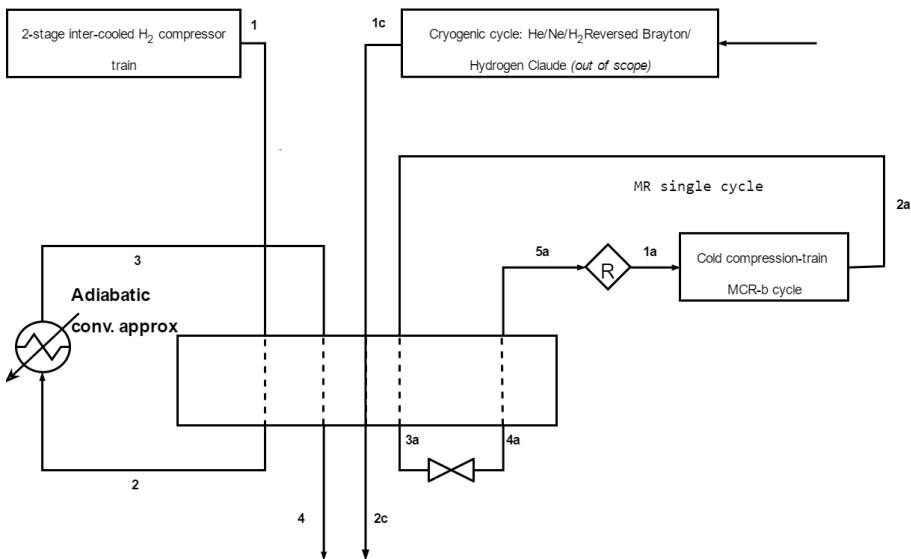 1
1c
2-stage inter-cooled H2 compressor
train
Cryogenic cycle: He/Ne/H2Reversed Brayton/
Hydrogen Claude (out of scope)
MR single cycle
2a
3
5a
1a
R
Cold compression-train
MCR-b cycle
Adiabatic
conv. approx
3a
4a
2
4
2c